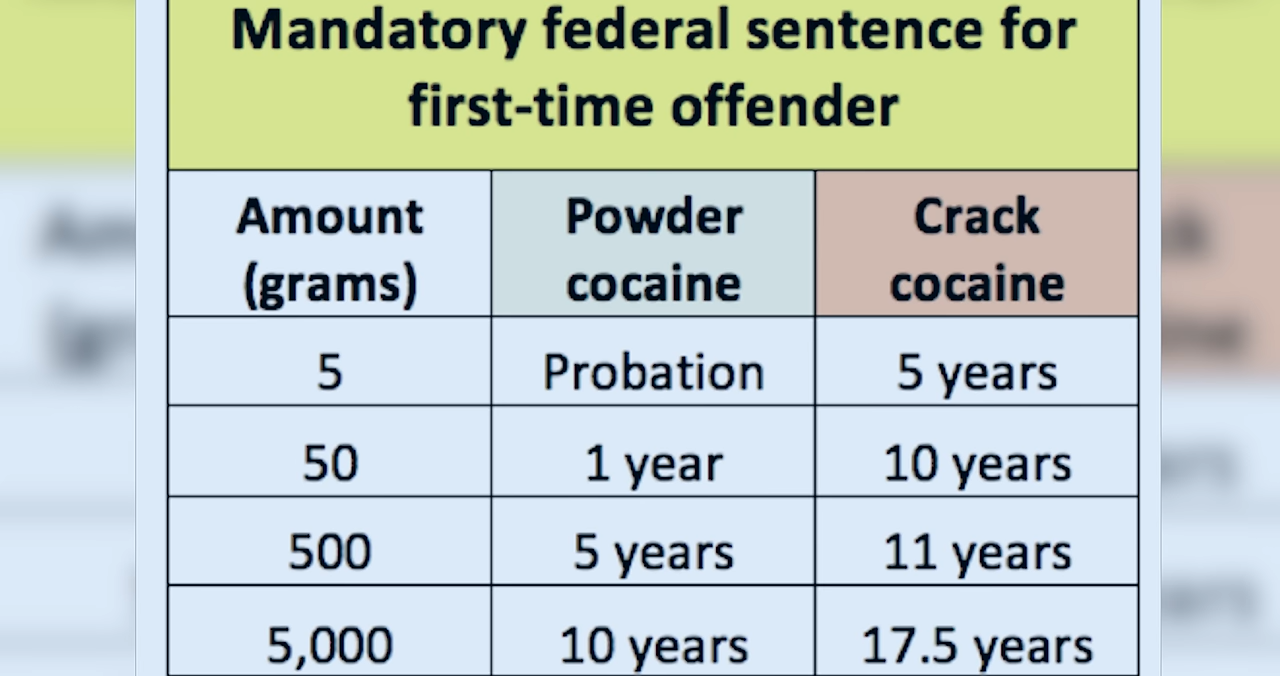 Mandatory federal sentence for
first-time offender
Amount Powder Crack
(grams) cocaine cocaine
5 Probation 5 years
50 1 year 10 years
500 5 years 11 years
5,000 10 years 17.5 years